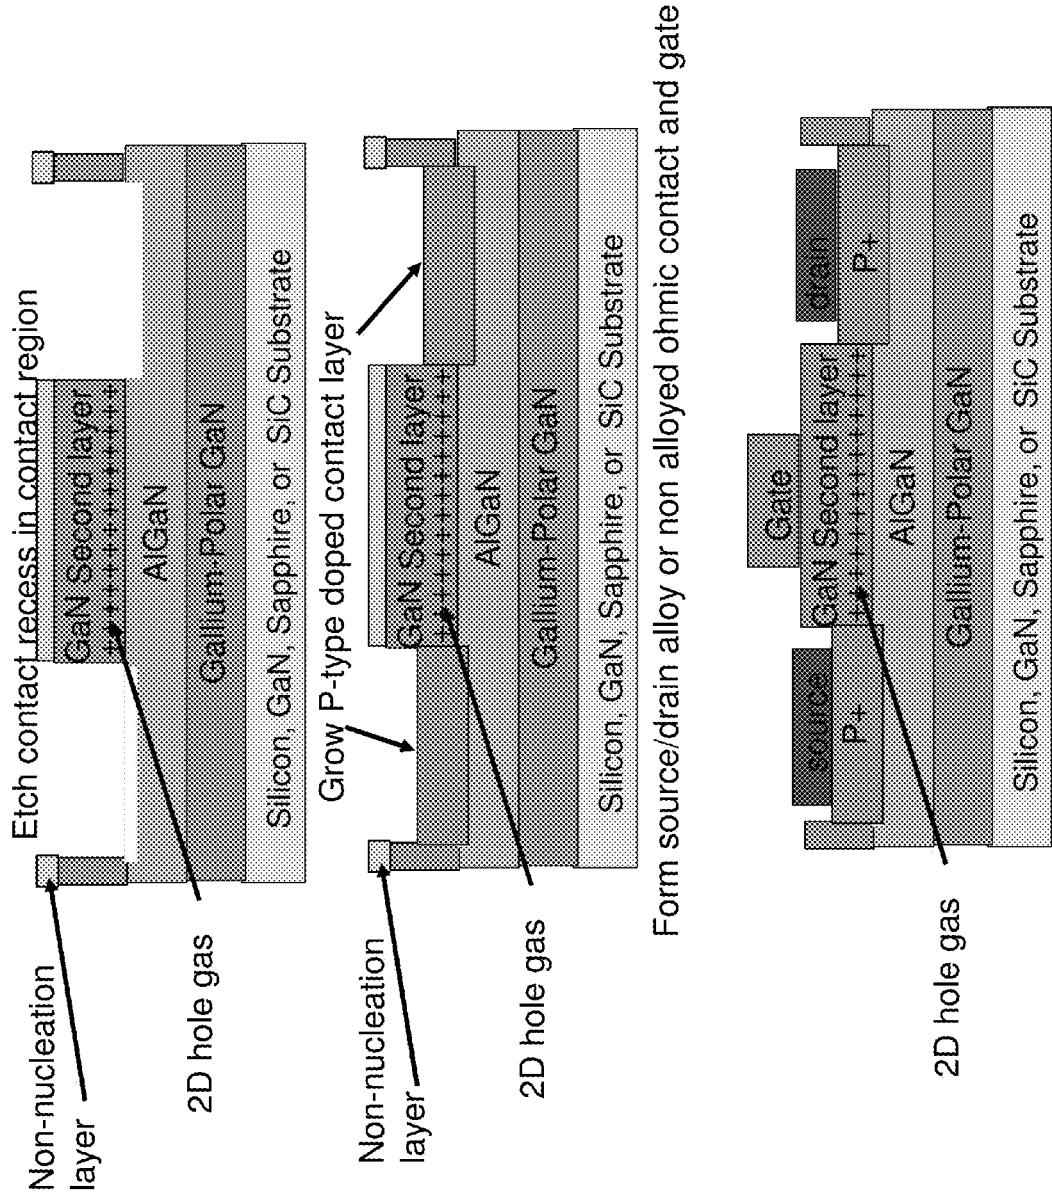 Etch contact recess in contact region
Non-nucleation
layer
GaN Second layer
++++++++++++
AlGaN
Gallium-Polar GaN
Silicon, GaN, Sapphire, or SiC Substrate
2D hole gas
Grow P-type doped contact layer
Non-nucleation
layer
GaN Second layer
++++++++++++
AlGaN
Gallium-Polar GaN
Silicon, GaN, Sapphire, or SiC Substrate
2D hole gas
Form source/drain alloy or non alloyed ohmic contact and gate
Gate
source
drain
P+
GaN Second layer
P+
++++++++++++
AlGaN
Gallium-Polar GaN
Silicon, GaN, Sapphire, or SiC Substrate
2D hole gas